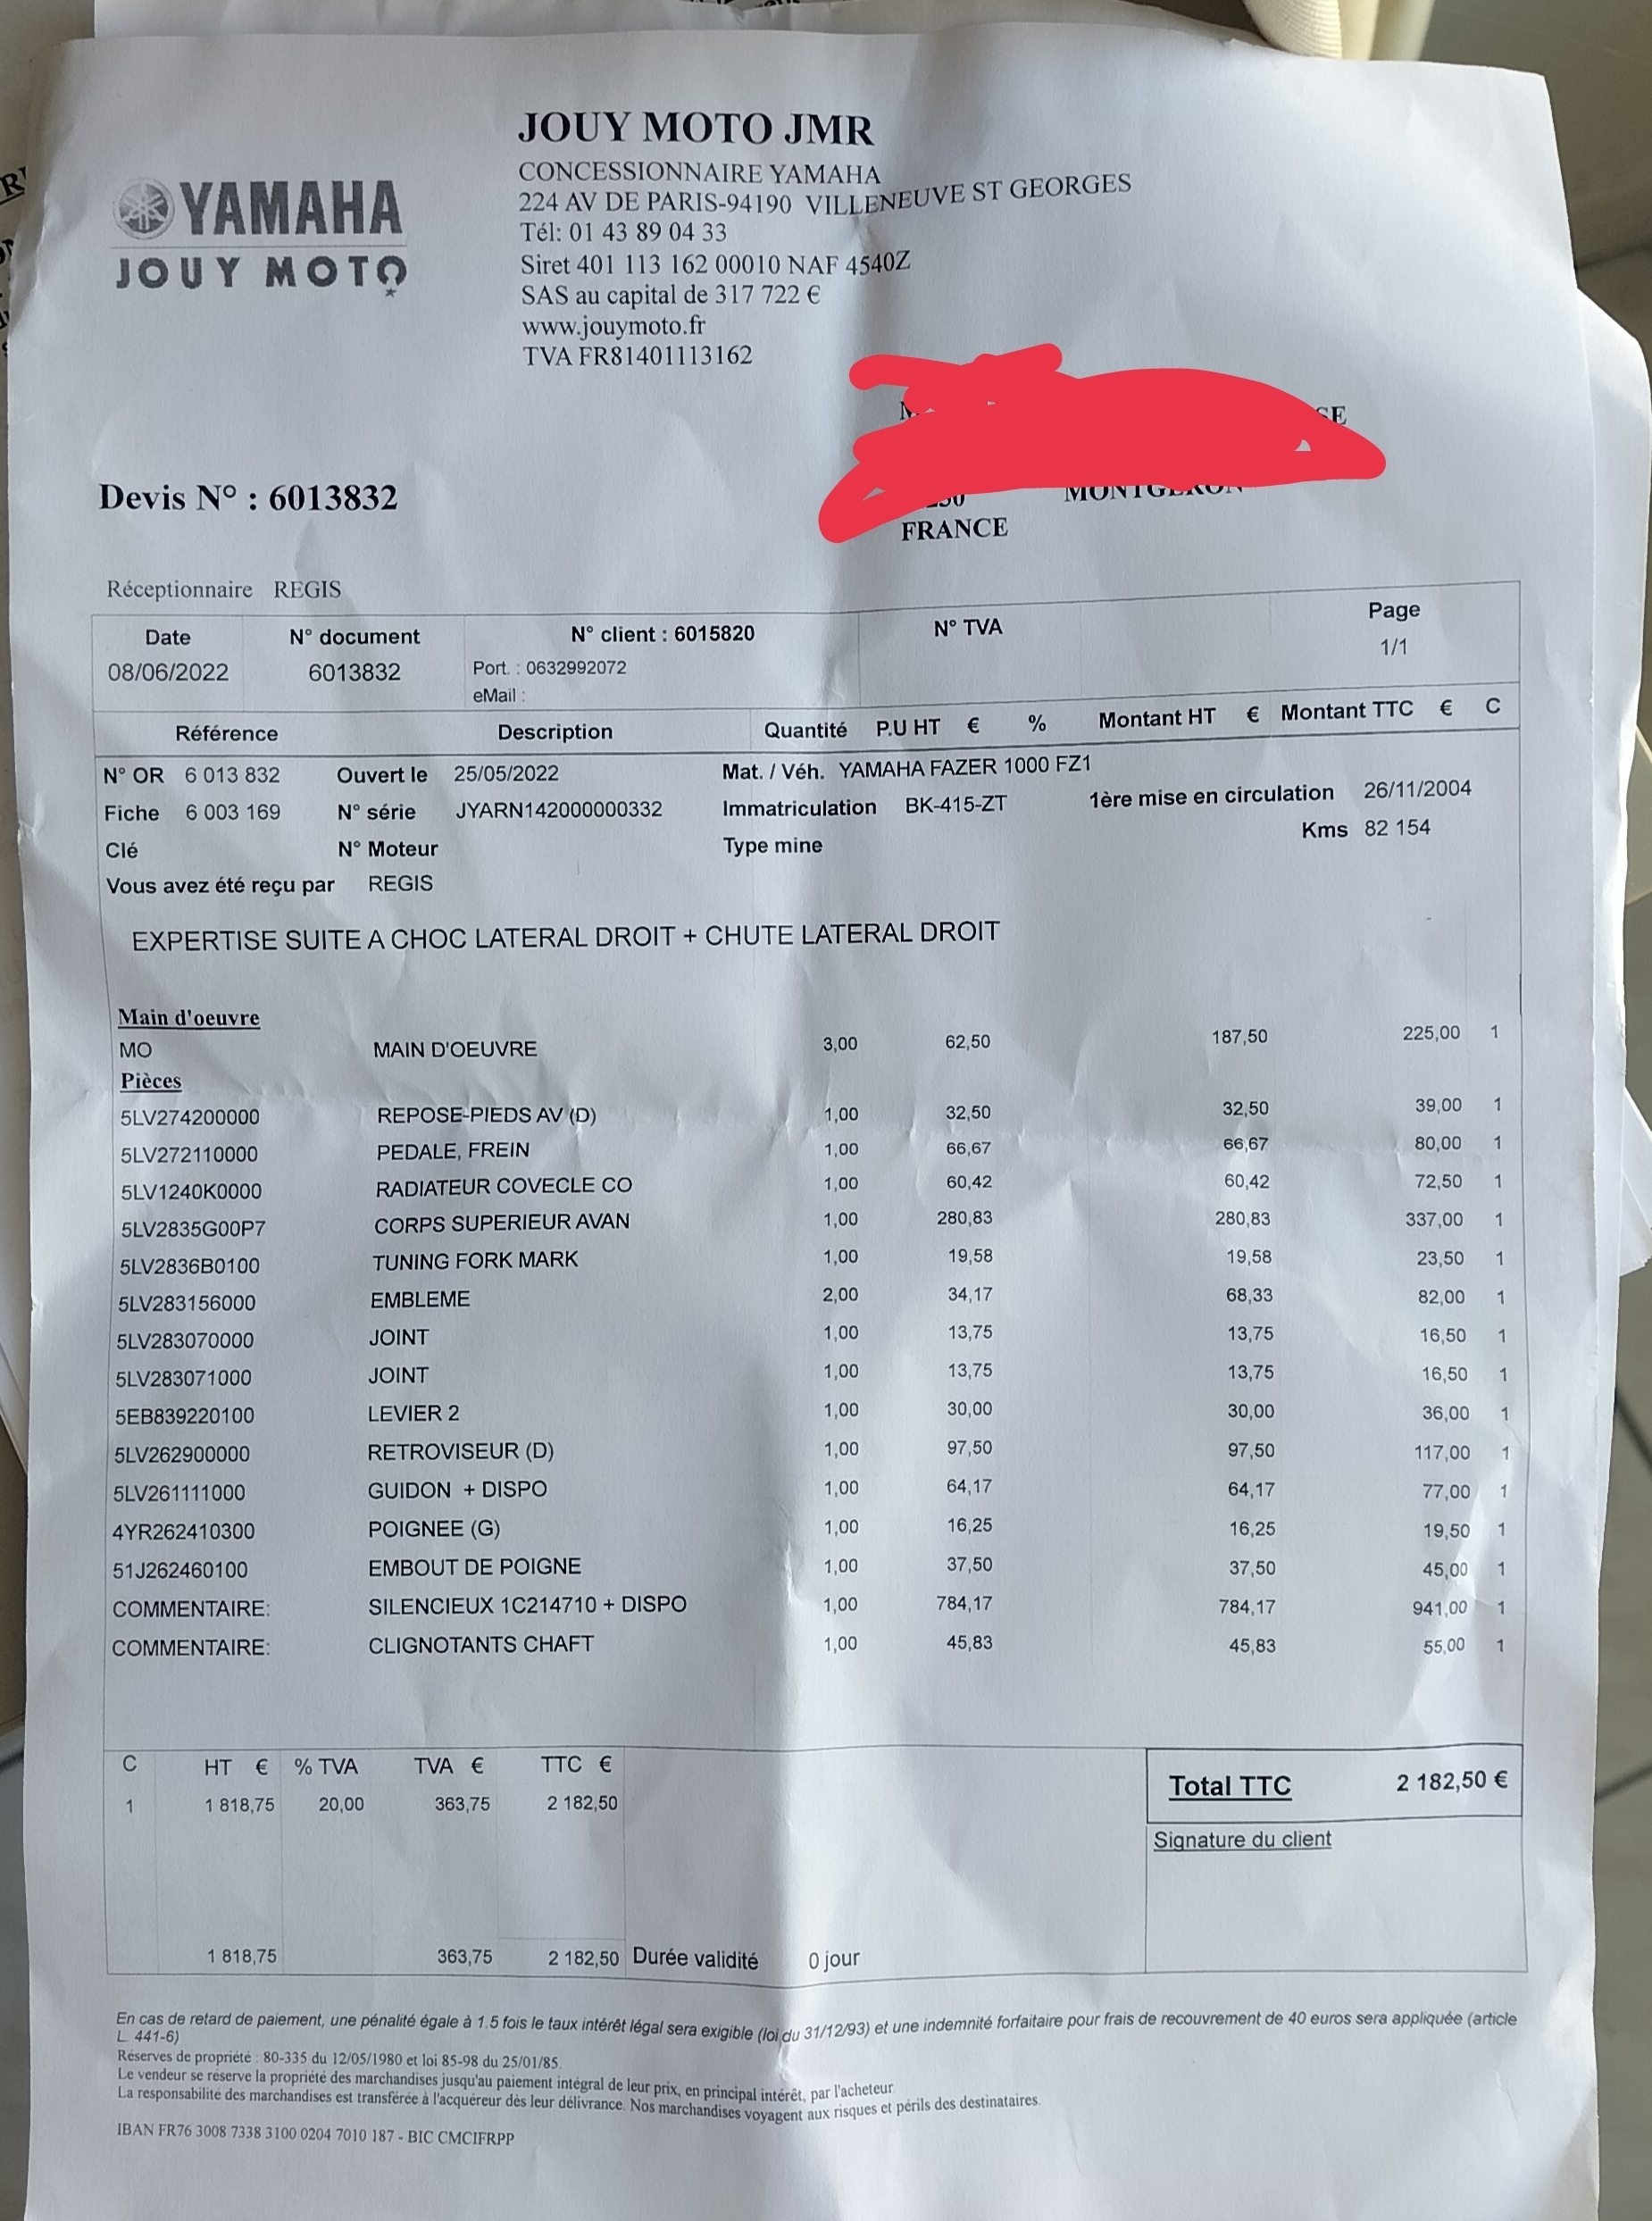 JOUY MOTO JMR
CONCESSIONNAIRE YAMAHA
224 AV DE PARIS-94190 VILLENEUVE ST GEORGES
Tél: 01 43 89 04 33
Siret 401 113 162 00010 NAF 4540Z
SAS au capital de 317 722 €
www.jouymoto.fr
TVA FR81401113162
YAMAHA
JOUY MOTO
MONTGERON
FRANCE
Devis N° : 6013832
Réceptionnaire REGIS
Date N° document N° client : 6015820 N° TVA Page
08/06/2022 6013832 Port. : 0632992072 1/1
eMail :
Référence Description Quantité P.U HT € % Montant HT € Montant TTC € C
N° OR 6 013 832 Ouvert le 25/05/2022 Mat. / Véh. YAMAHA FAZER 1000 FZ1
Fiche 6 003 169 N° série JYARN142000000332 Immatriculation BK-415-ZT 1ère mise en circulation 26/11/2004
Clé N° Moteur Type mine Kms 82 154
Vous avez été reçu par REGIS
EXPERTISE SUITE A CHOC LATERAL DROIT + CHUTE LATERAL DROIT
Main d'oeuvre
MO MAIN D'OEUVRE 3,00 62,50 187,50 225,00 1
Pièces
5LV274200000 REPOSE-PIEDS AV (D) 1,00 32,50 32,50 39,00 1
5LV272110000 PEDALE, FREIN 1,00 66,67 66,67 80,00 1
5LV1240K0000 RADIATEUR COVECLE CO 1,00 60,42 60,42 72,50 1
5LV2835G00P7 CORPS SUPERIEUR AVAN 1,00 280,83 280,83 337,00 1
5LV2836B0100 TUNING FORK MARK 1,00 19,58 19,58 23,50 1
5LV283156000 EMBLEME 2,00 34,17 68,33 82,00 1
5LV283070000 JOINT 1,00 13,75 13,75 16,50 1
5LV283071000 JOINT 1,00 13,75 13,75 16,50 1
5EB839220100 LEVIER 2 1,00 30,00 30,00 36,00 1
5LV262900000 RETROVISEUR (D) 1,00 97,50 97,50 117,00 1
5LV261111000 GUIDON + DISPO 1,00 64,17 64,17 77,00 1
4YR262410300 POIGNEE (G) 1,00 16,25 16,25 19,50 1
51J262460100 EMBOUT DE POIGNE 1,00 37,50 37,50 45,00 1
COMMENTAIRE: SILENCIEUX 1C214710 + DISPO 1,00 784,17 784,17 941,00 1
COMMENTAIRE: CLIGNOTANTS CHAFT 1,00 45,83 45,83 55,00 1
C HT € % TVA TVA € TTC €
1 1 818,75 20,00 363,75 2 182,50
Total TTC 2 182,50 €
Signature du client
1 818,75 363,75 2 182,50 Durée validité 0 jour
En cas de retard de paiement, une pénalité égale à 1.5 fois le taux intérêt légal sera exigible (loi du 31/12/93) et une indemnité forfaitaire pour frais de recouvrement de 40 euros sera appliquée (article
L. 441-6)
Réserves de propriété : 80-335 du 12/05/1980 et loi 85-98 du 25/01/85.
Le vendeur se réserve la propriété des marchandises jusqu'au paiement intégral de leur prix, en principal intérêt, par l'acheteur
La responsabilité des marchandises est transférée à l'acquéreur dès leur délivrance. Nos marchandises voyagent aux risques et périls des destinataires.
IBAN FR76 3008 7338 3100 0204 7010 187 - BIC CMCIFRPP